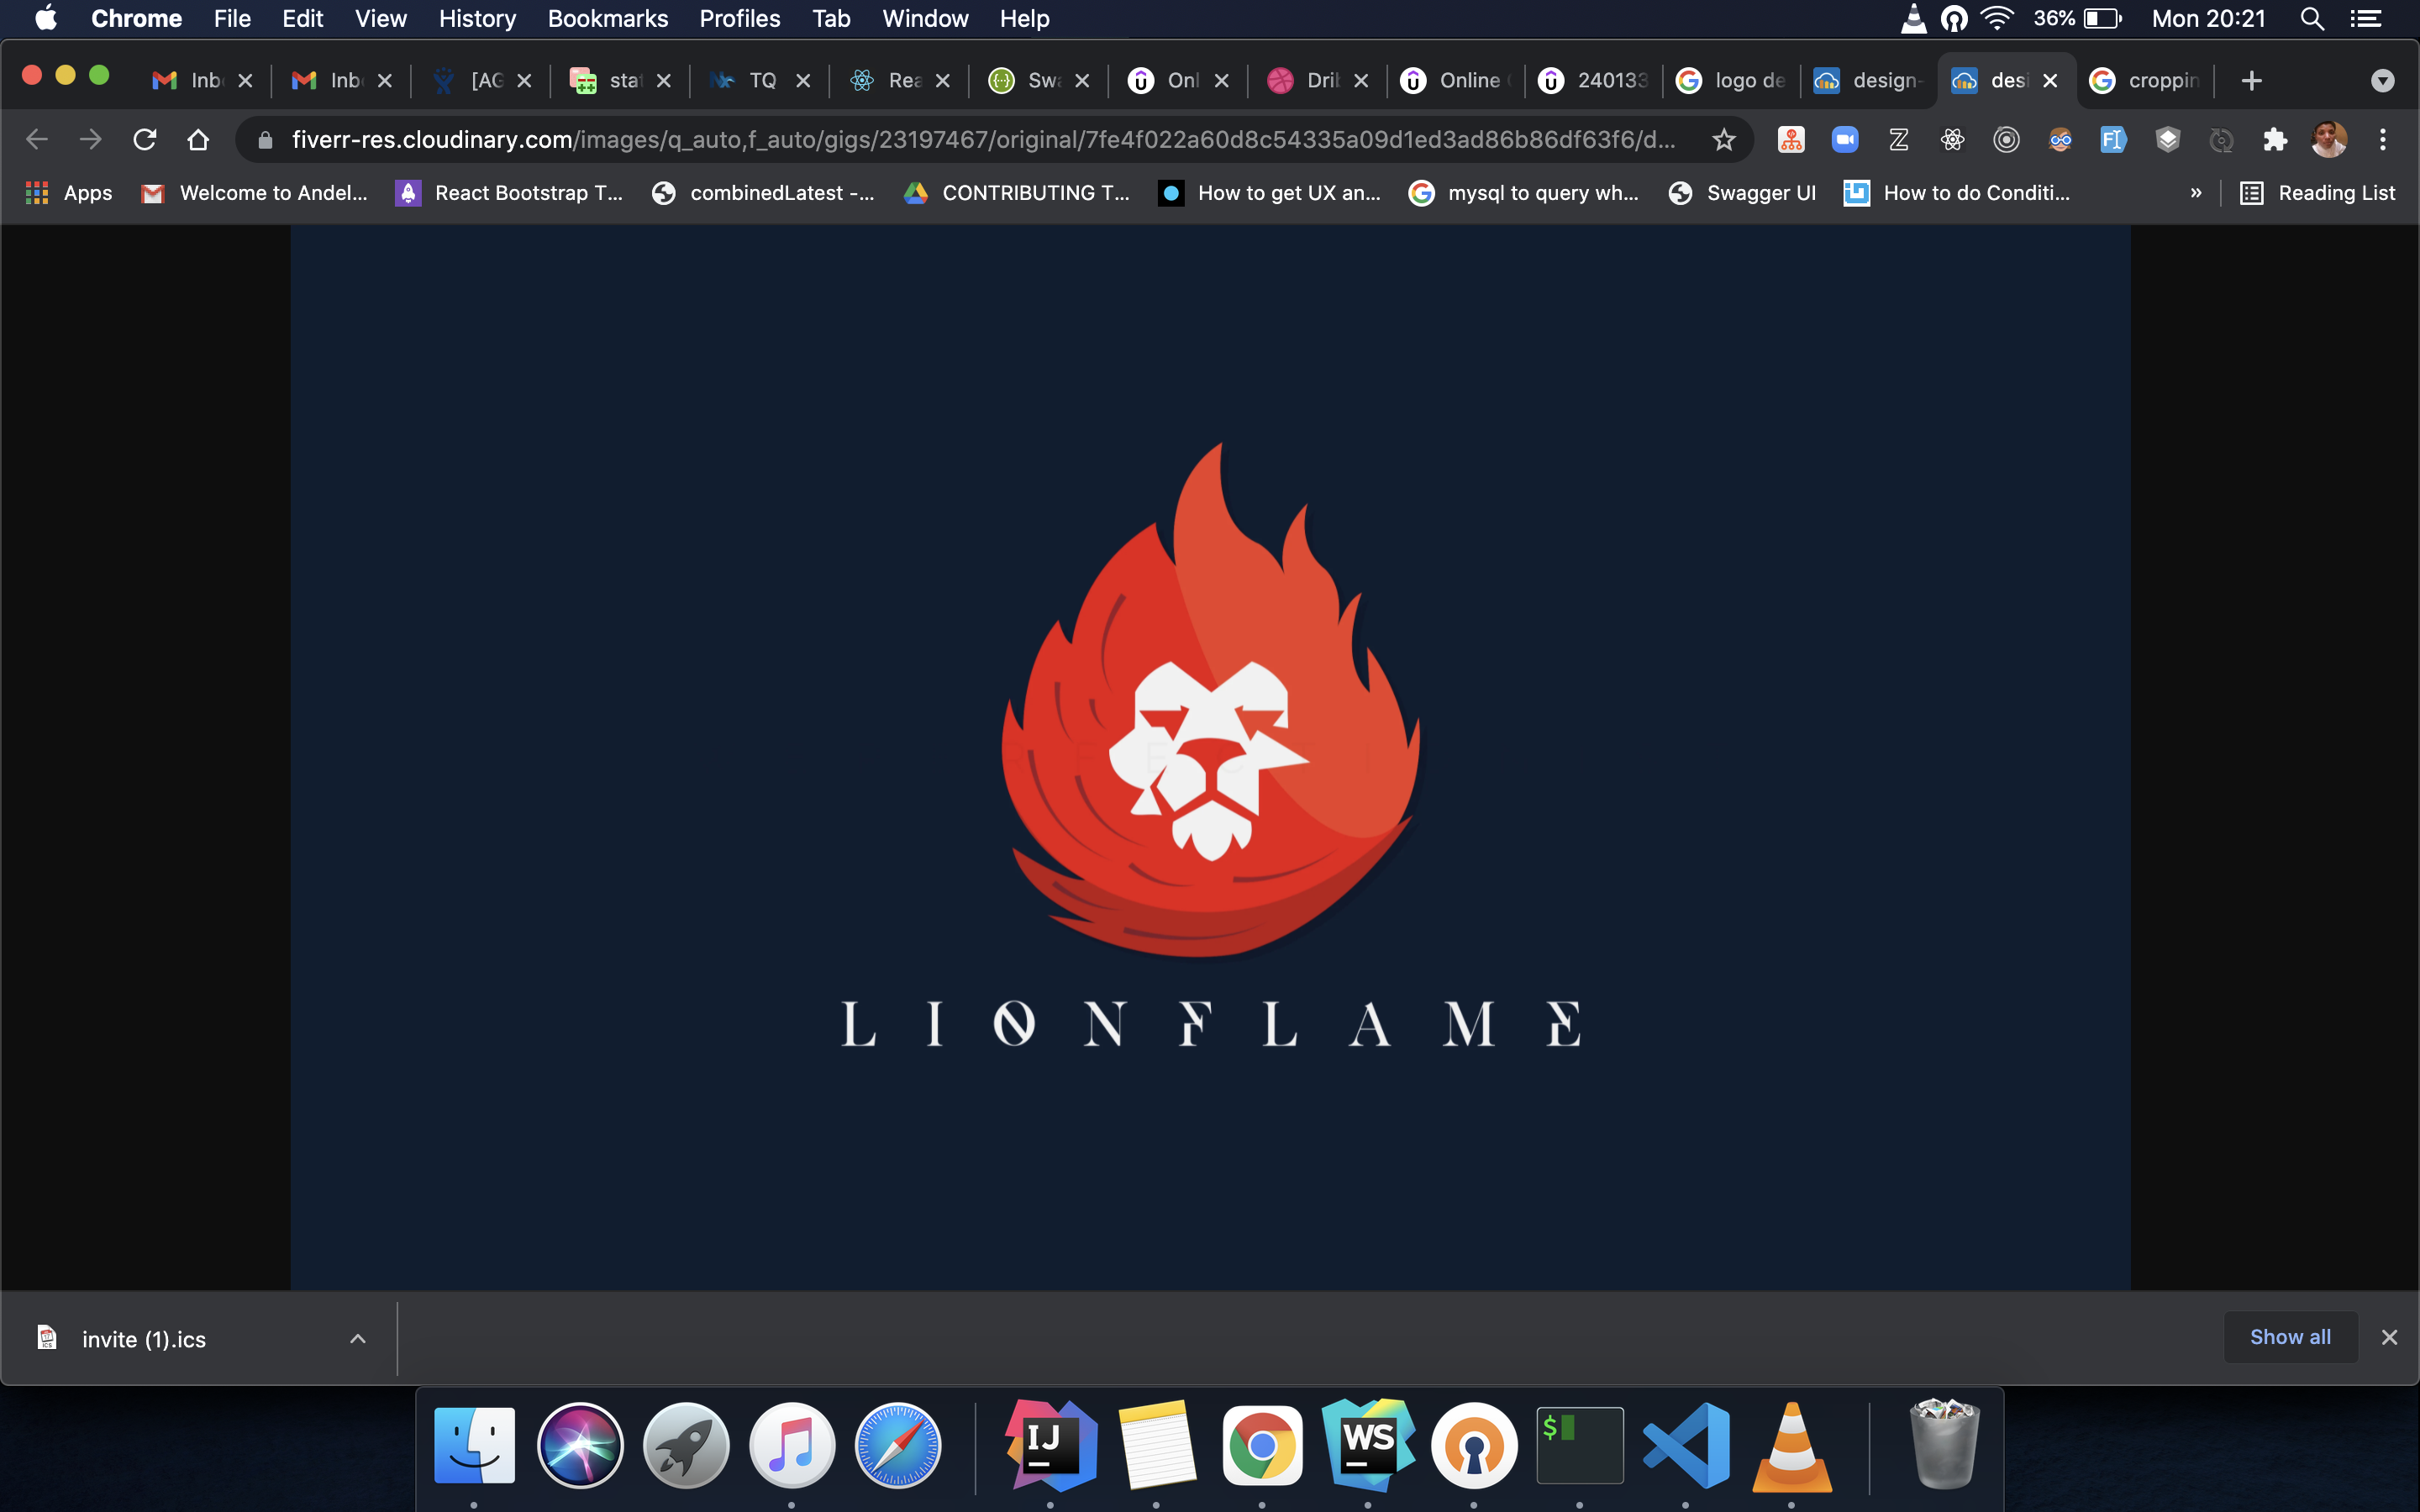 Chrome File Edit View History Bookmarks Profiles Tab Window Help 36% Mon 20:21
Inb Inb [AG sta TQ Rea Swa Onl Drib Online 240133 logo de design- desi croppin
fiverr-res.cloudinary.com/images/q_auto,f_auto/gigs/23197467/original/7fe4f022a60d8c54335a09d1ed3ad86b86df63f6/d...
Apps Welcome to Andel... React Bootstrap T... combinedLatest -... CONTRIBUTING T... How to get UX an... mysql to query wh... Swagger UI How to do Conditi... » Reading List
LIONFLAME
invite (1).ics Show all
IJ WS $